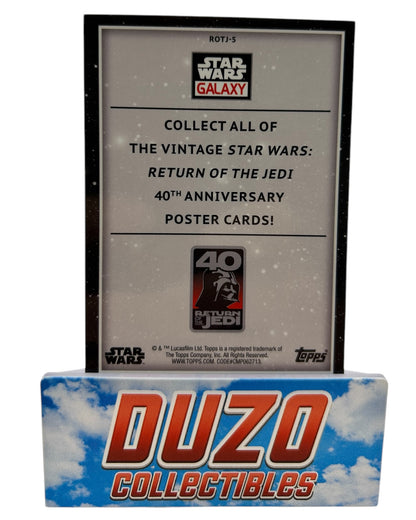 ROTJ-5
STAR
WARS
GALAXY
COLLECT ALL OF
THE VINTAGE STAR WARS:
RETURN OF THE JEDI
40TH ANNIVERSARY
POSTER CARDS!
40
RETURN
OF THE JEDI
© & ™ Lucasfilm Ltd. Topps is a registered trademark of
The Topps Company, Inc. All Rights Reserved.
WWW.TOPPS.COM. CODE#CMP062713.
STAR
WARS
Topps
DUZO
COLLECTIBLES